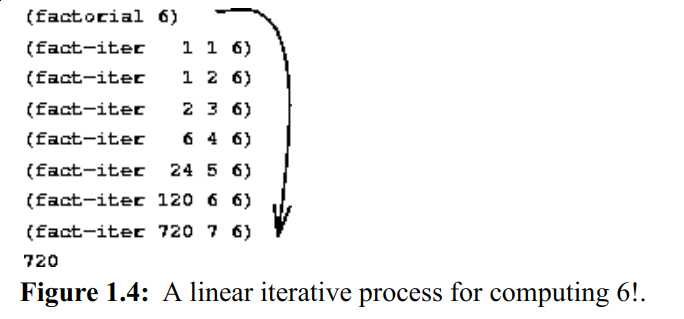 (factorial 6)
(fact-iter 1 1 6)
(fact-iter 1 2 6)
(fact-iter 2 3 6)
(fact-iter 6 4 6)
(fact-iter 24 5 6)
(fact-iter 120 6 6)
(fact-iter 720 7 6)
720
Figure 1.4: A linear iterative process for computing 6!.